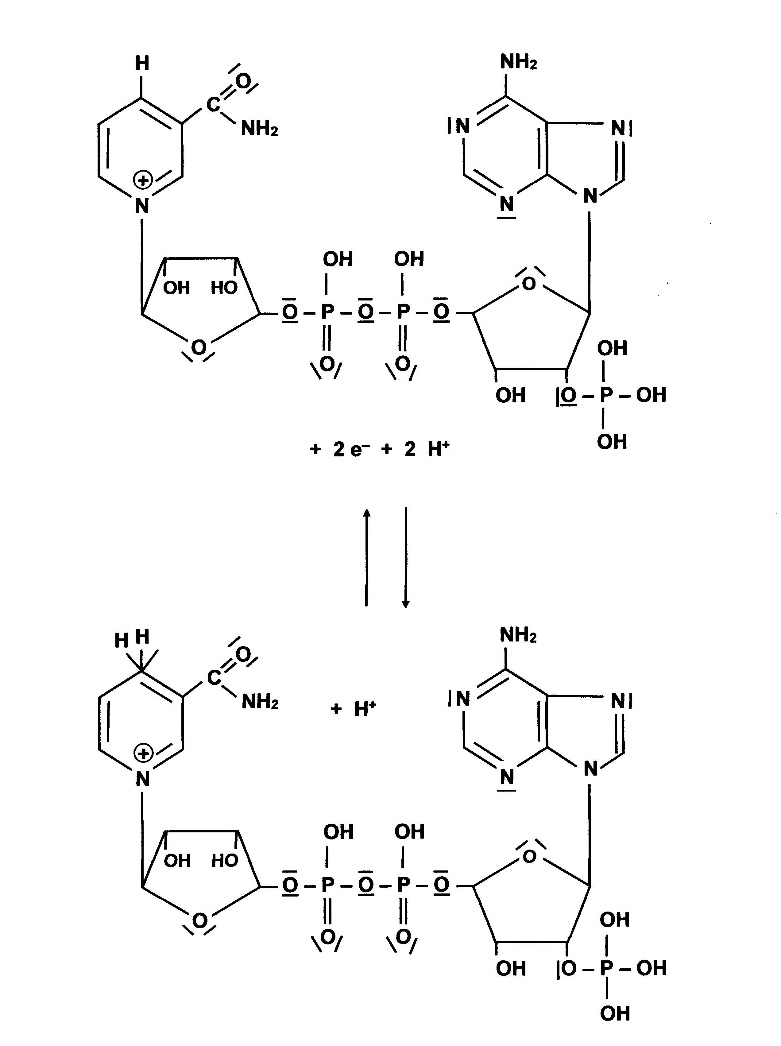 H
O
C
NH₂
⊕
N
NH₂
N
N
N
N
OH HO
O
OH OH
O – P – O – P – O
O O
O
OH
O – P – OH
OH
OH
+ 2 e⁻ + 2 H⁺
H H
O
C
NH₂
⊕
N
+ H⁺
NH₂
N
N
N
N
OH HO
O
OH OH
O – P – O – P – O
O O
O
OH
O – P – OH
OH
OH